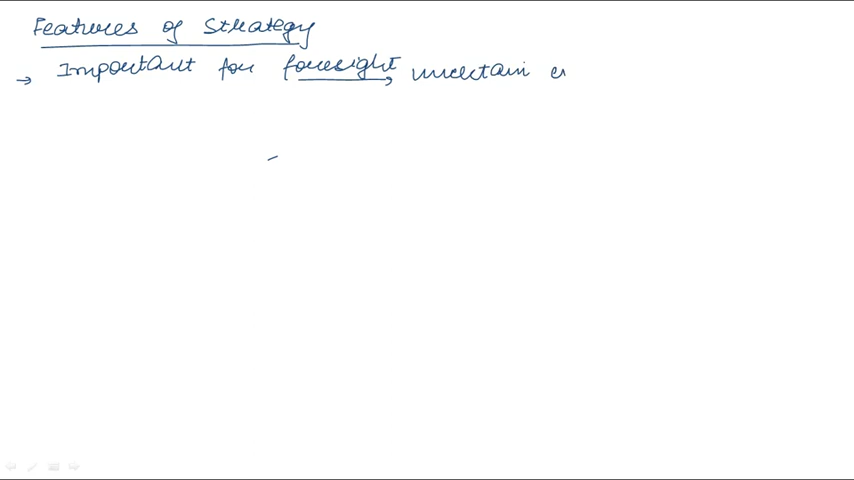 Features of Strategy
→ Important for foresight, uncertain e